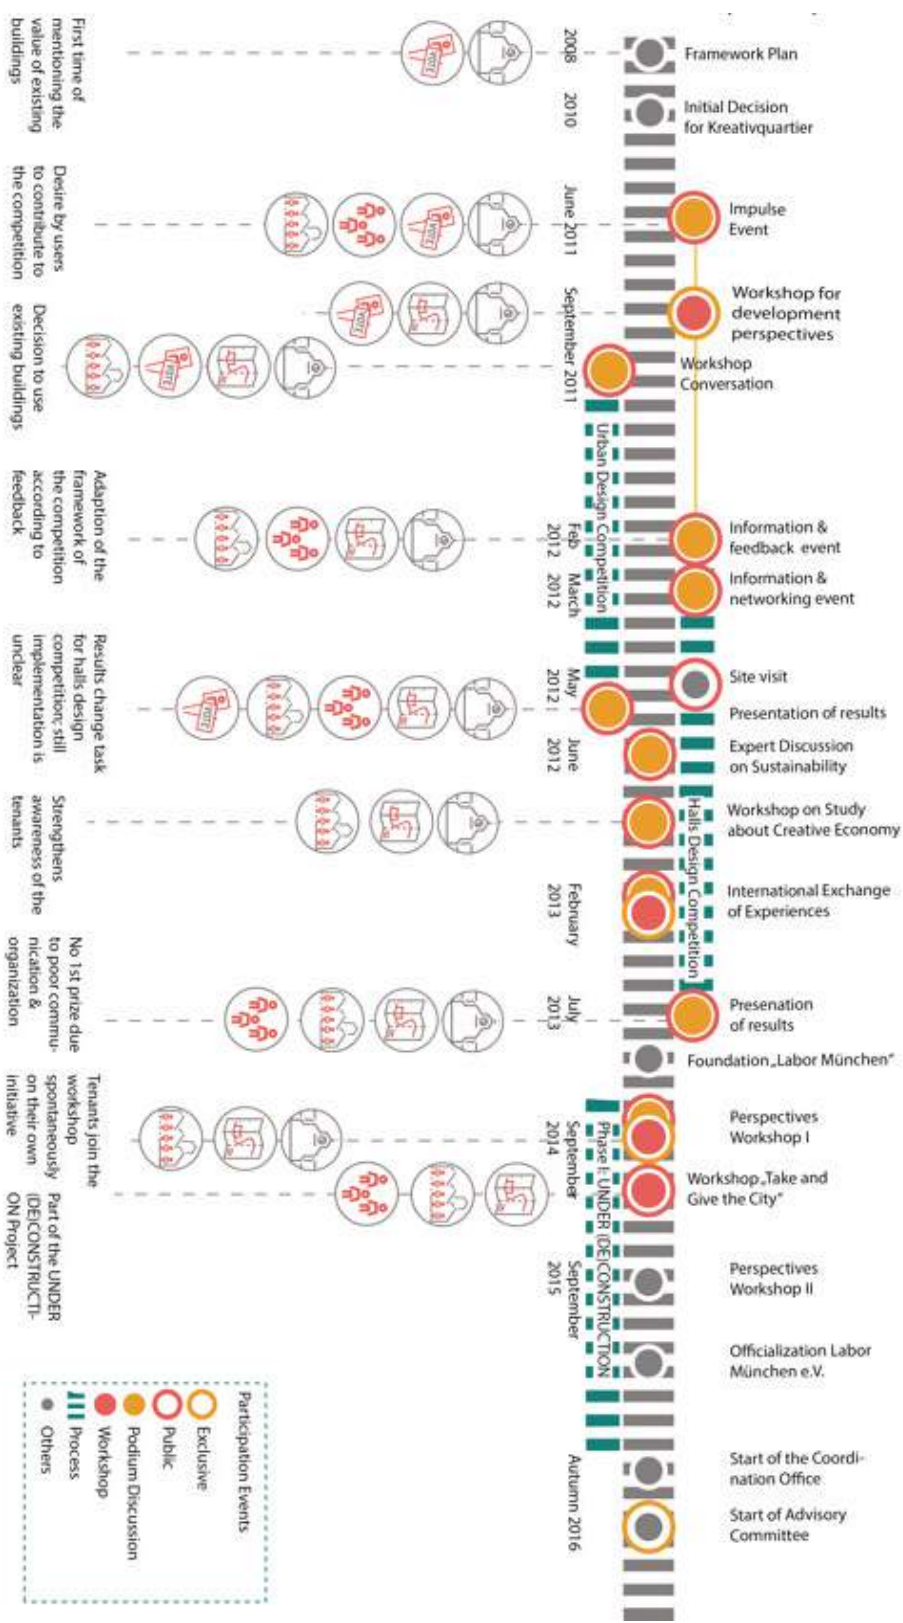 Framework Plan
Initial Decision
for Kreativquartier
Impulse
Event
Workshop for
development
perspectives
Workshop
Conversation
Information &
feedback event
Information &
networking event
Site visit
Presentation of results
Expert Discussion
on Sustainability
Workshop on Study
about Creative Economy
International Exchange
of Experiences
Presenation
of results
Foundation „Labor München"
Perspectives
Workshop I
Workshop „Take and
Give the City"
Perspectives
Workshop II
Officialization Labor
München e.V.
Start of the Coordi-
nation Office
Start of Advisory
Committee
Urban Design Competition
Halls Design Competition
Phase I: UNDER (DE)CONSTRUCTION
2008
2010
June 2011
September 2011
Feb
2012
March
2012
May
2012
June
2012
February
2013
July
2013
September
2014
September
2015
Autumn 2016
VOTE
VOTE
VOTE
VOTE
VOTE
First time of
mentioning the
value of existing
buildings
Desire by users
to contribute to
the competition
Decision to use
existing buildings
Adaption of the
framework of
the competition
according to
feedback
Results change task
for halls design
competition; still
implementation is
unclear
Strengthens
awareness of the
tenants
No 1st prize due
to poor commu-
nication &
organization
Tenants join the
workshop
spontaneously
on their own
initiative
Part of the UNDER
(DE)CONSTRUCTI-
ON Project
Participation Events
Exclusive
Public
Podium Discussion
Workshop
Process
Others